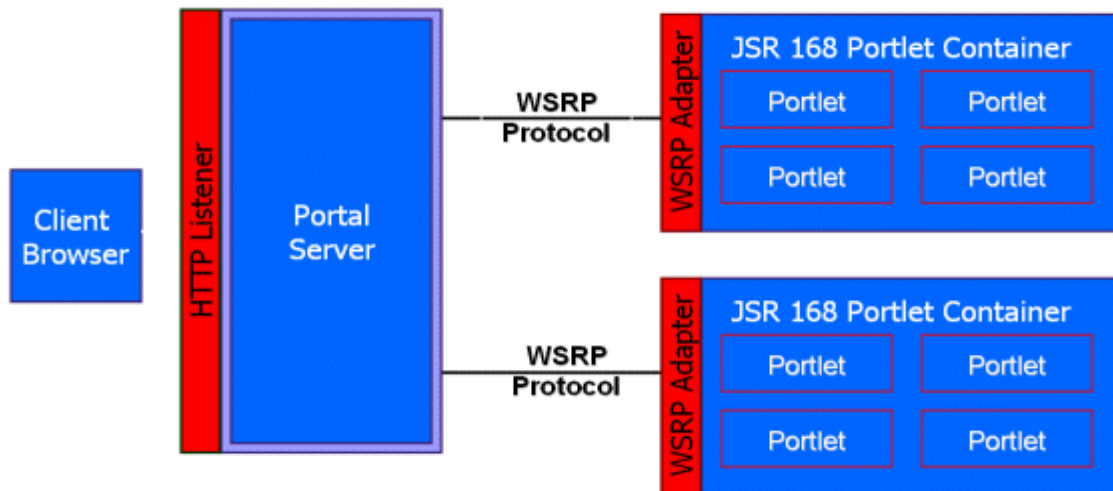 Client
Browser
HTTP Listener
Portal
Server
WSRP
Protocol
WSRP Adapter
JSR 168 Portlet Container
Portlet Portlet
Portlet Portlet
WSRP
Protocol
WSRP Adapter
JSR 168 Portlet Container
Portlet Portlet
Portlet Portlet